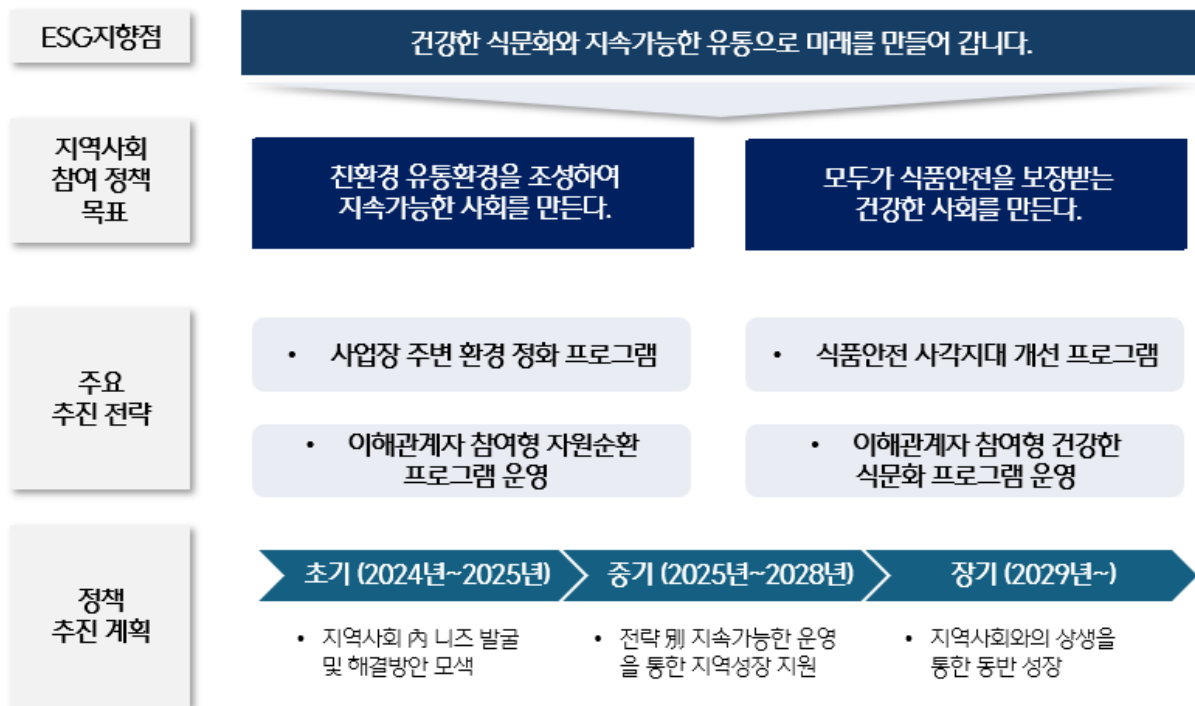 ESG지향점
건강한 식문화와 지속가능한 유통으로 미래를 만들어 갑니다.
지역사회
참여 정책
목표
친환경 유통환경을 조성하여
지속가능한 사회를 만든다.
모두가 식품안전을 보장받는
건강한 사회를 만든다.
주요
추진 전략
• 사업장 주변 환경 정화 프로그램
• 식품안전 사각지대 개선 프로그램
• 이해관계자 참여형 자원순환
프로그램 운영
• 이해관계자 참여형 건강한
식문화 프로그램 운영
정책
추진 계획
초기 (2024년~2025년)
중기 (2025년~2028년)
장기 (2029년~)
• 지역사회 內 니즈 발굴
및 해결방안 모색
• 전략 別 지속가능한 운영
을 통한 지역성장 지원
• 지역사회와의 상생을
통한 동반 성장